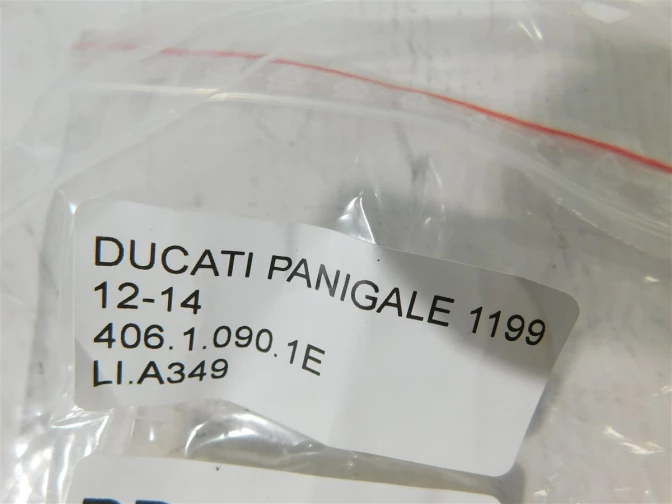 DUCATI PANIGALE 1199
12-14
406.1.090.1E
LI.A349